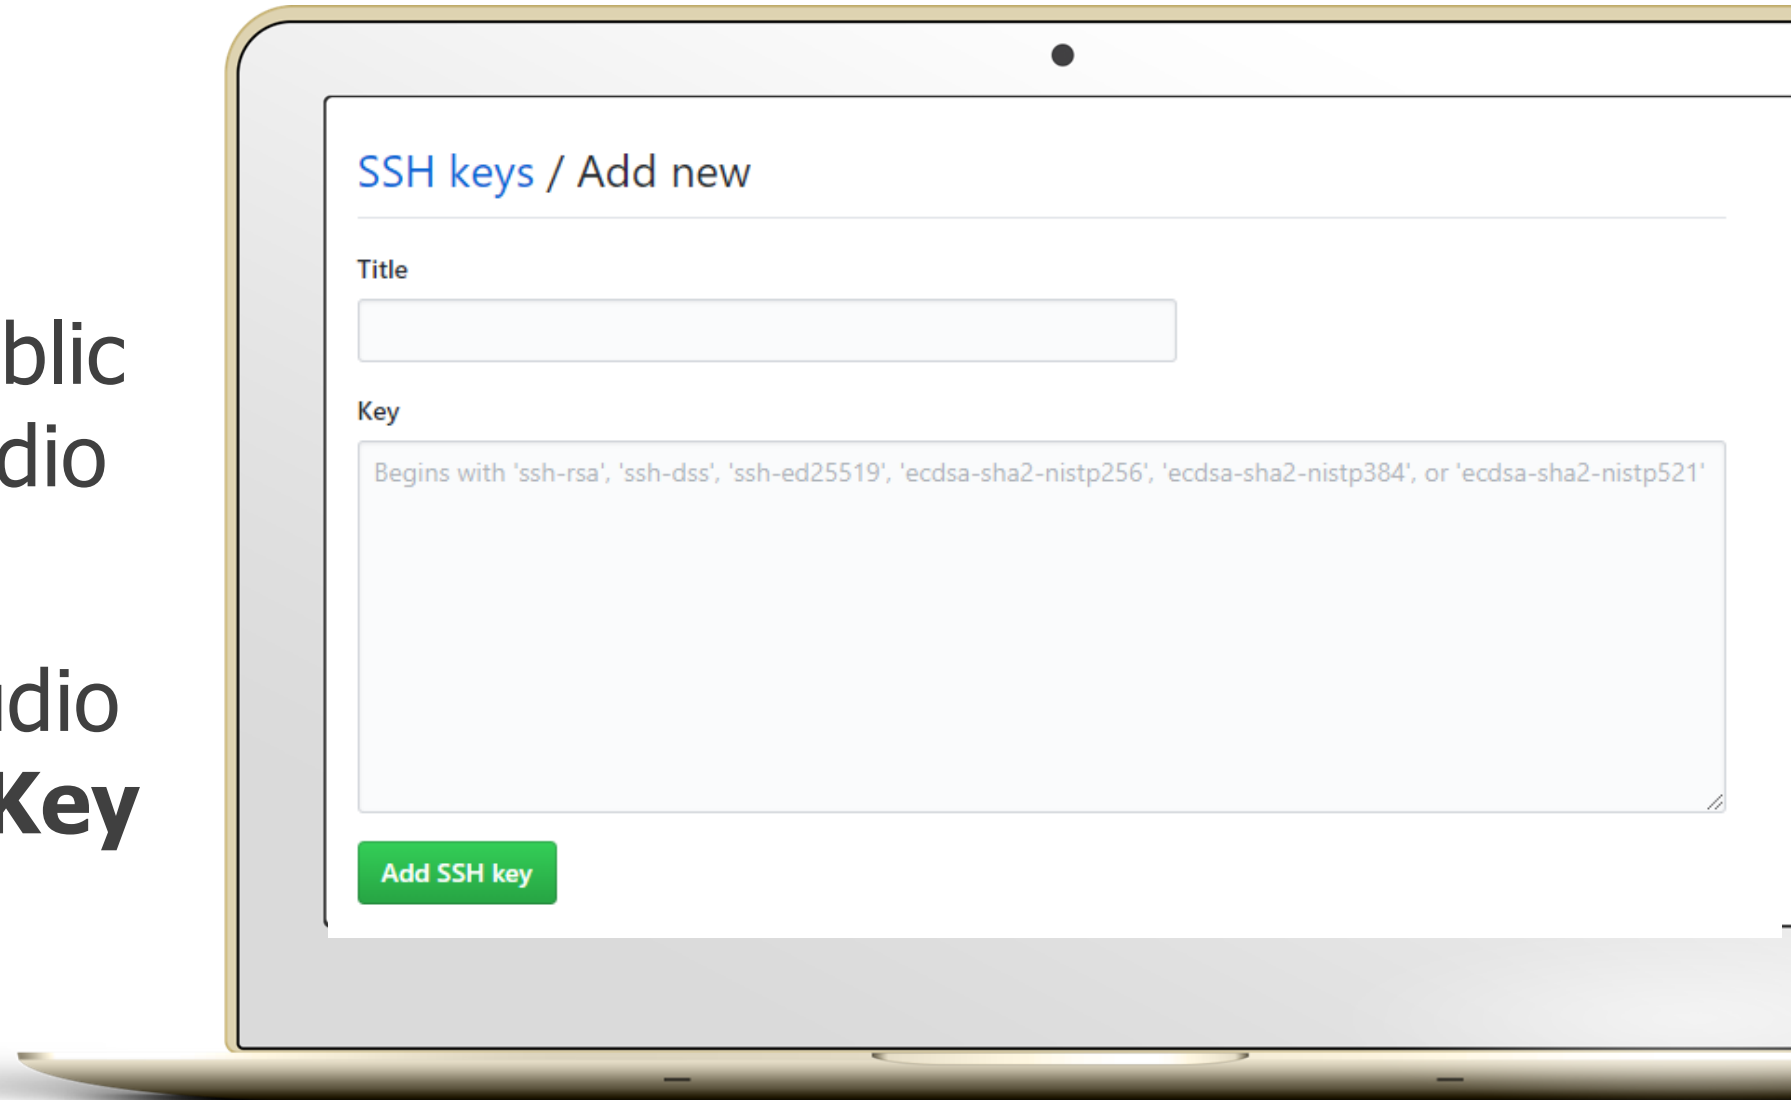 blic
dio
udio
Key
SSH keys / Add new
Title
Key
Begins with 'ssh-rsa', 'ssh-dss', 'ssh-ed25519', 'ecdsa-sha2-nistp256', 'ecdsa-sha2-nistp384', or 'ecdsa-sha2-nistp521'
Add SSH key